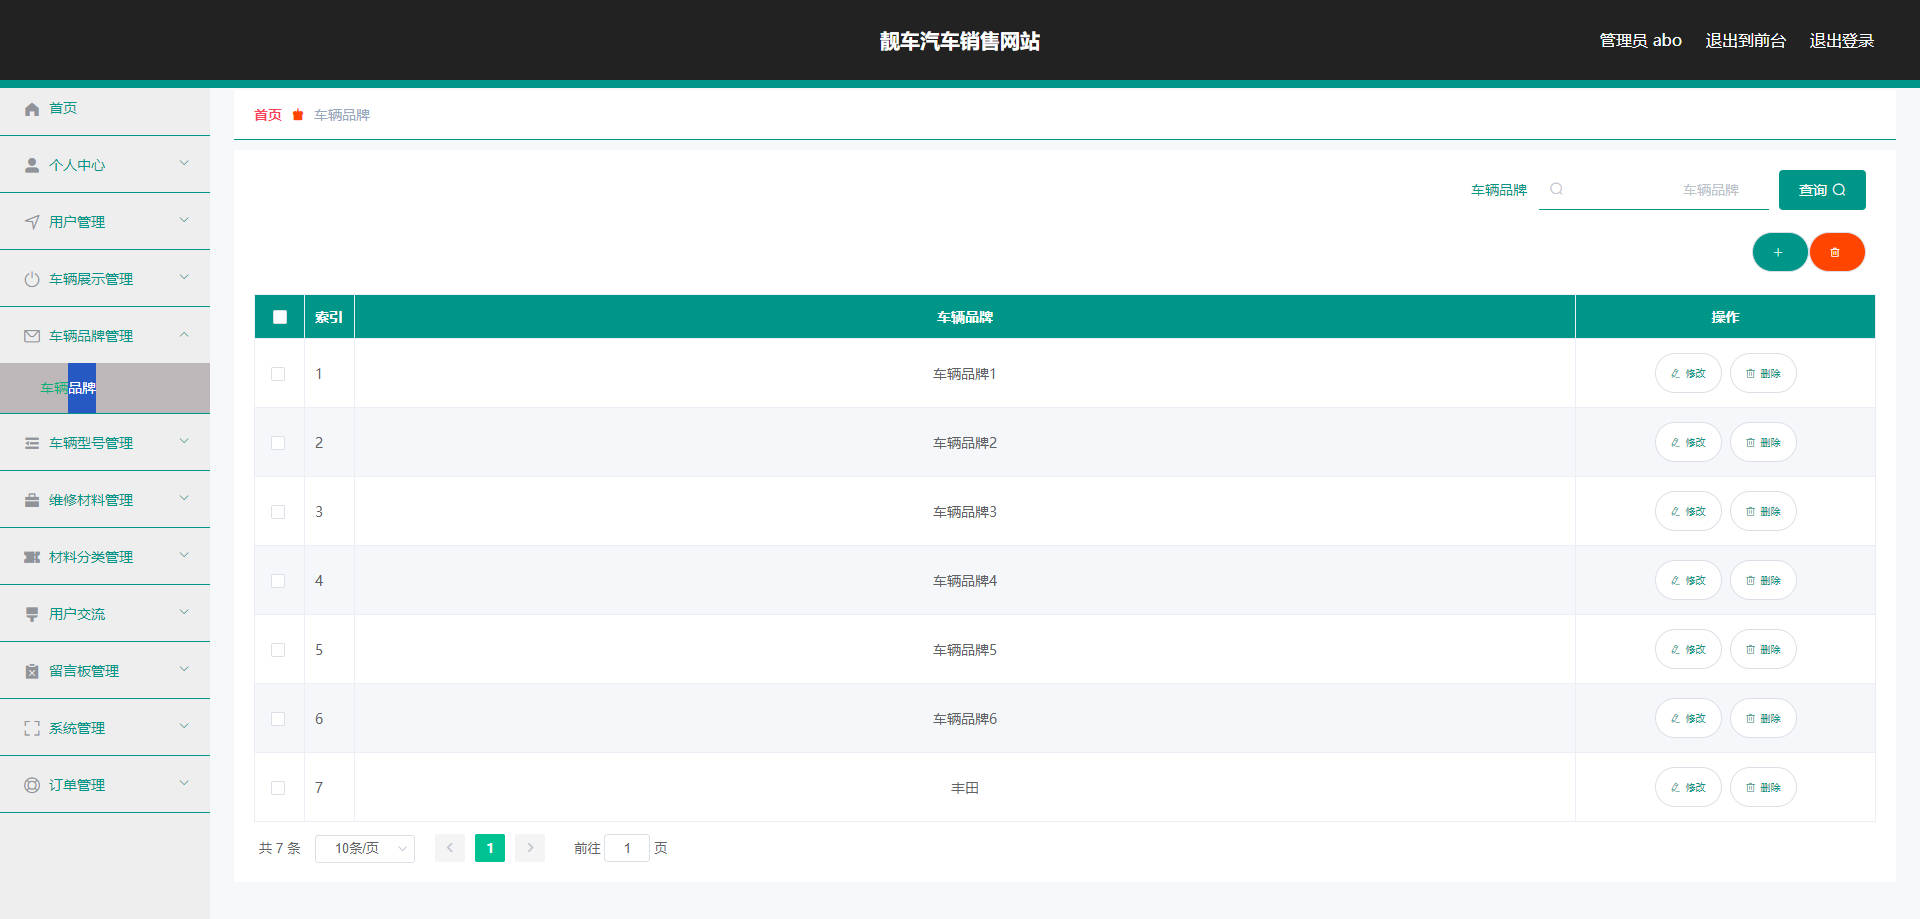 靓车汽车销售网站
管理员 abo 退出到前台 退出登录
首页
个人中心
用户管理
车辆展示管理
车辆品牌管理
车辆品牌
车辆型号管理
维修材料管理
材料分类管理
用户交流
留言板管理
系统管理
订单管理
首页 车辆品牌
车辆品牌 车辆品牌 查询
索引 车辆品牌 操作
1 车辆品牌1 修改 删除
2 车辆品牌2 修改 删除
3 车辆品牌3 修改 删除
4 车辆品牌4 修改 删除
5 车辆品牌5 修改 删除
6 车辆品牌6 修改 删除
7 丰田 修改 删除
共 7 条 10条/页 1 前往 1 页